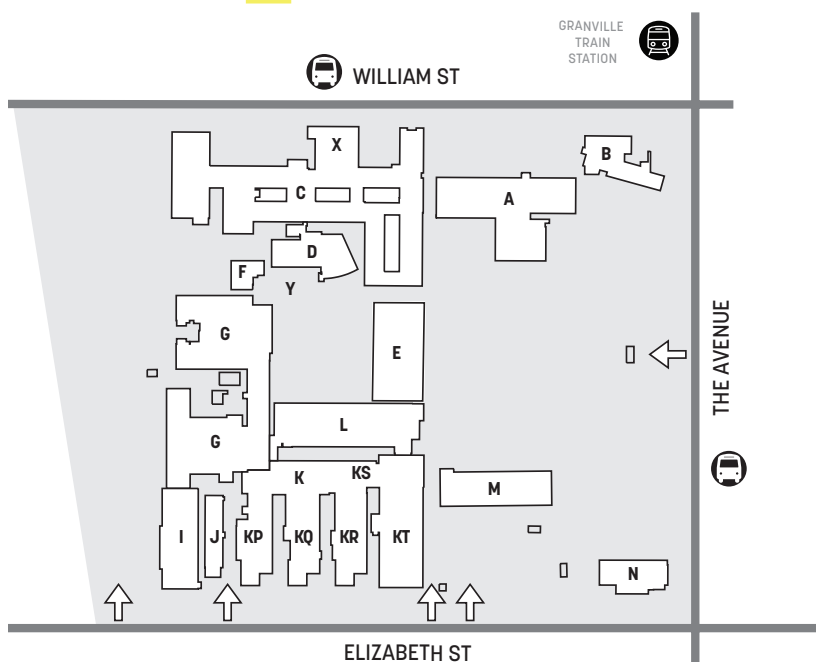 GRANVILLE
TRAIN
STATION
WILLIAM ST
X
B
C
A
D
F
Y
G
E
THE AVENUE
L
G
K
KS
M
I
J
KP
KQ
KR
KT
N
ELIZABETH ST